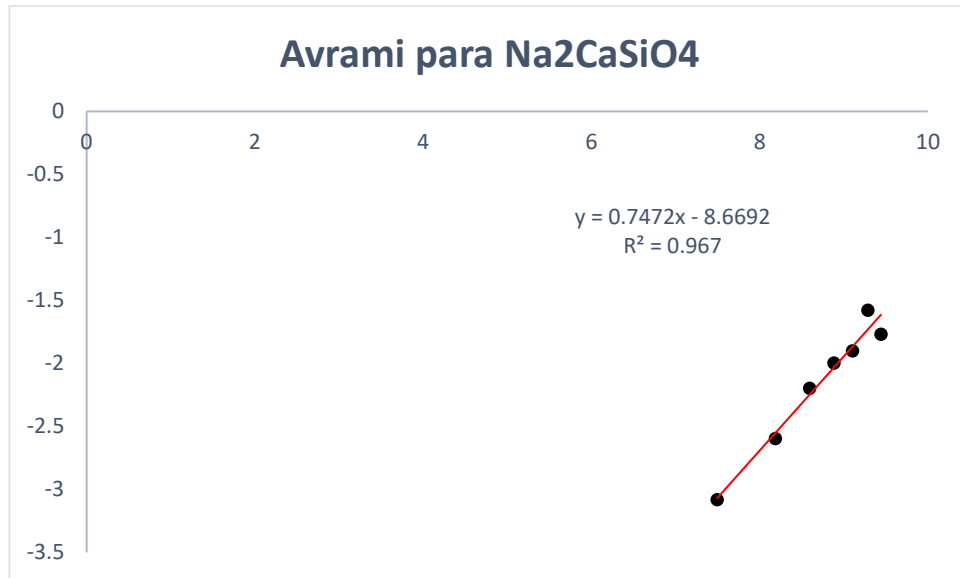 Avrami para Na2CaSiO4
0
0 2 4 6 8 10
-0.5
y = 0.7472x - 8.6692
-1
R² = 0.967
-1.5
-2
-2.5
-3
-3.5